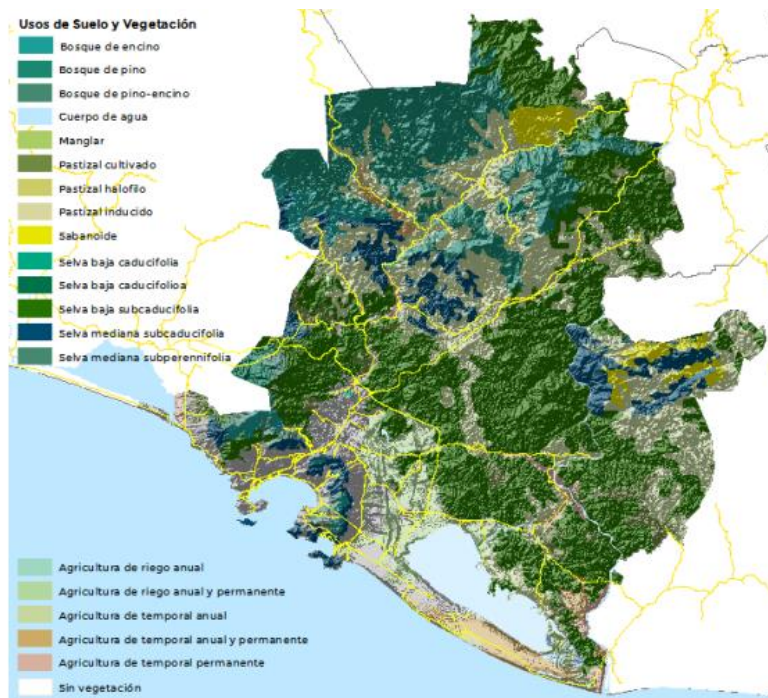 Usos de Suelo y Vegetación
Bosque de encino
Bosque de pino
Bosque de pino-encino
Cuerpo de agua
Manglar
Pastizal cultivado
Pastizal halofilo
Pastizal inducido
Sabanoide
Selva baja caducifolia
Selva baja caducifolioa
Selva baja subcaducifolia
Selva mediana subcaducifolia
Selva mediana subperennifolia
Agricultura de riego anual
Agricultura de riego anual y permanente
Agricultura de temporal anual
Agricultura de temporal anual y permanente
Agricultura de temporal permanente
Sin vegetación